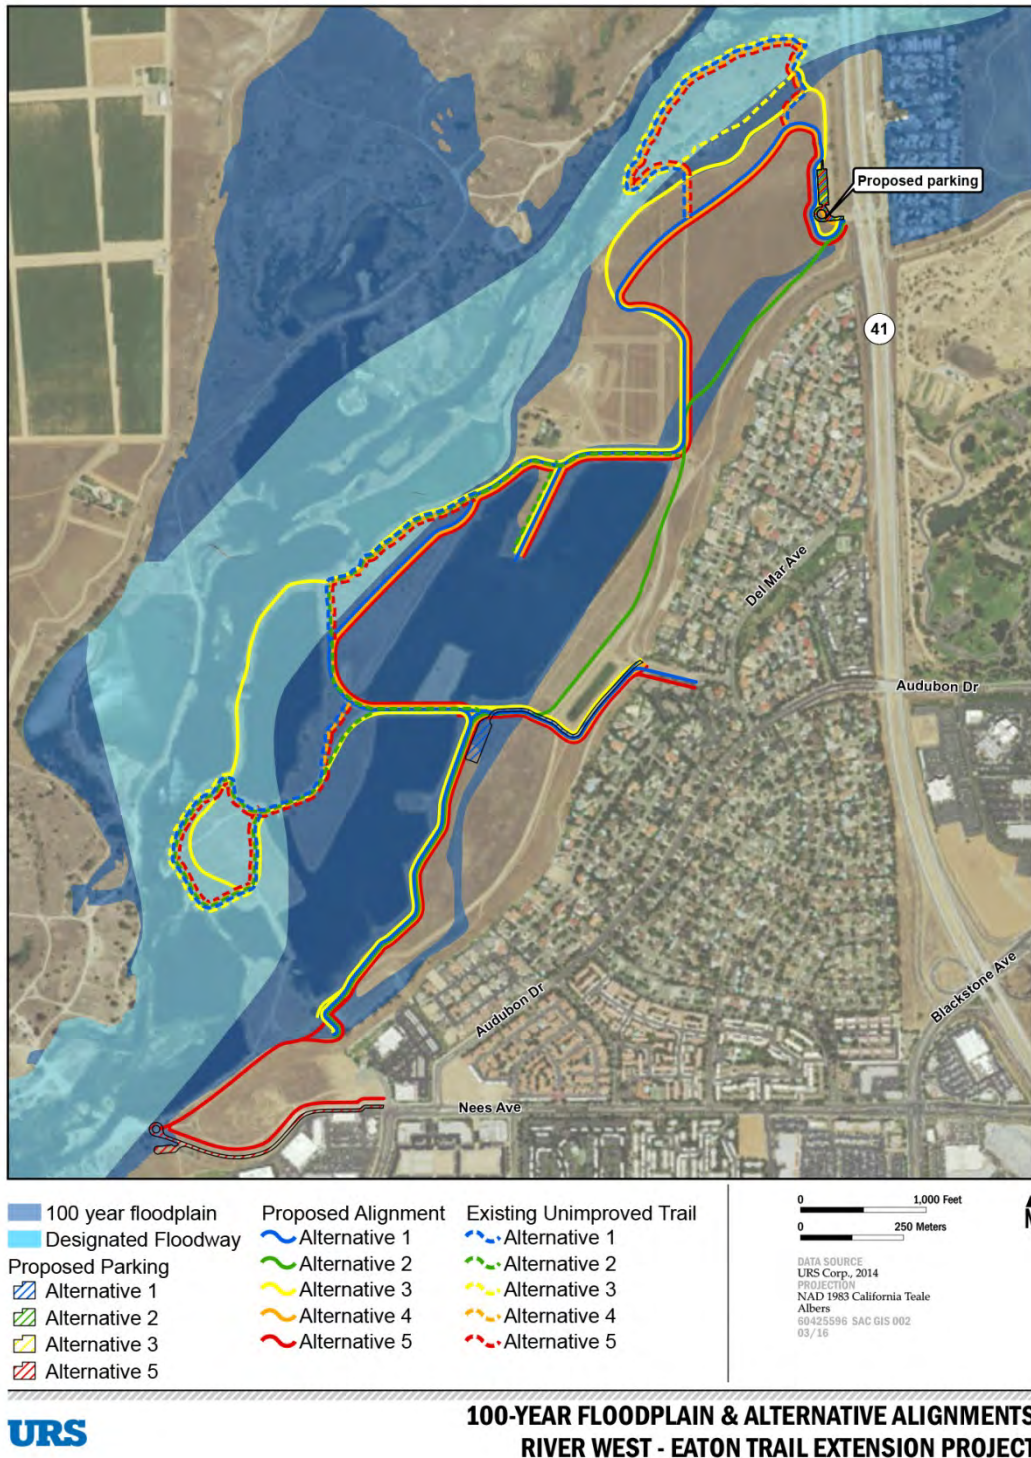 Proposed parking
41
Del Mar Ave
Audubon Dr
Blackstone Ave
Audubon Dr
Nees Ave
100 year floodplain
Designated Floodway
Proposed Parking
Alternative 1
Alternative 2
Alternative 3
Alternative 5
Proposed Alignment
Alternative 1
Alternative 2
Alternative 3
Alternative 4
Alternative 5
Existing Unimproved Trail
Alternative 1
Alternative 2
Alternative 3
Alternative 4
Alternative 5
0 1,000 Feet
0 250 Meters
DATA SOURCE
URS Corp., 2014
PROJECTION
NAD 1983 California Teale
Albers
60425596 SAC GIS 002
03/16
URS
100-YEAR FLOODPLAIN & ALTERNATIVE ALIGNMENTS
RIVER WEST - EATON TRAIL EXTENSION PROJECT